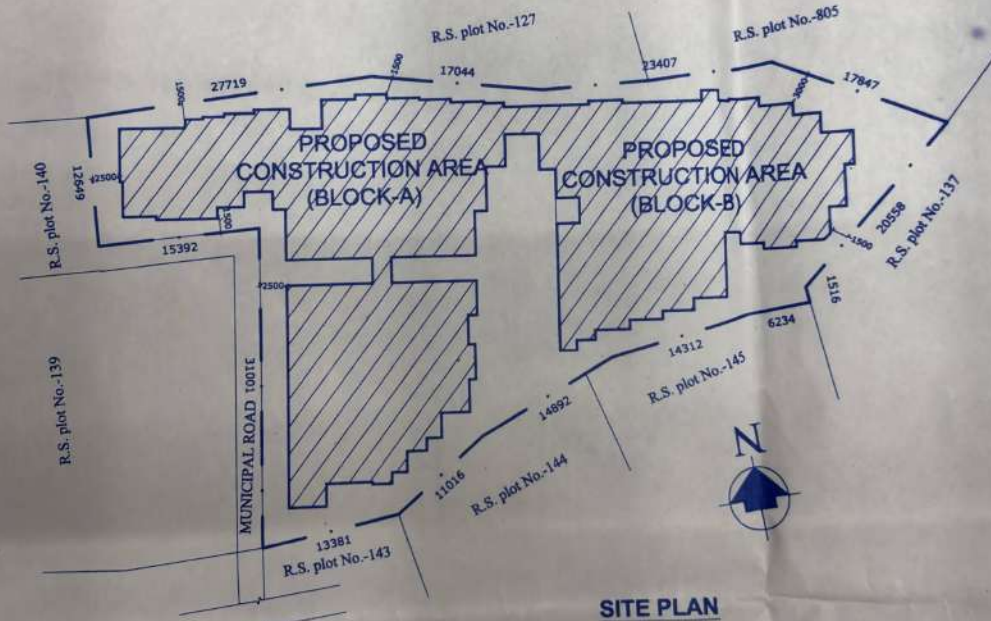 R.S. plot No.-127
R.S. plot No.-805
27719
1500
17044
23407
17847
1500
3000
PROPOSED
CONSTRUCTION AREA
(BLOCK-A)
PROPOSED
CONSTRUCTION AREA
(BLOCK-B)
R.S. plot No.-140
12649
2500
1500
15392
20558
R.S. plot No.-137
1500
1516
2500
6234
14312
R.S. plot No.-145
R.S. plot No.-139
31001
MUNICIPAL ROAD
14892
R.S. plot No.-144
11016
13381
R.S. plot No.-143
N
SITE PLAN